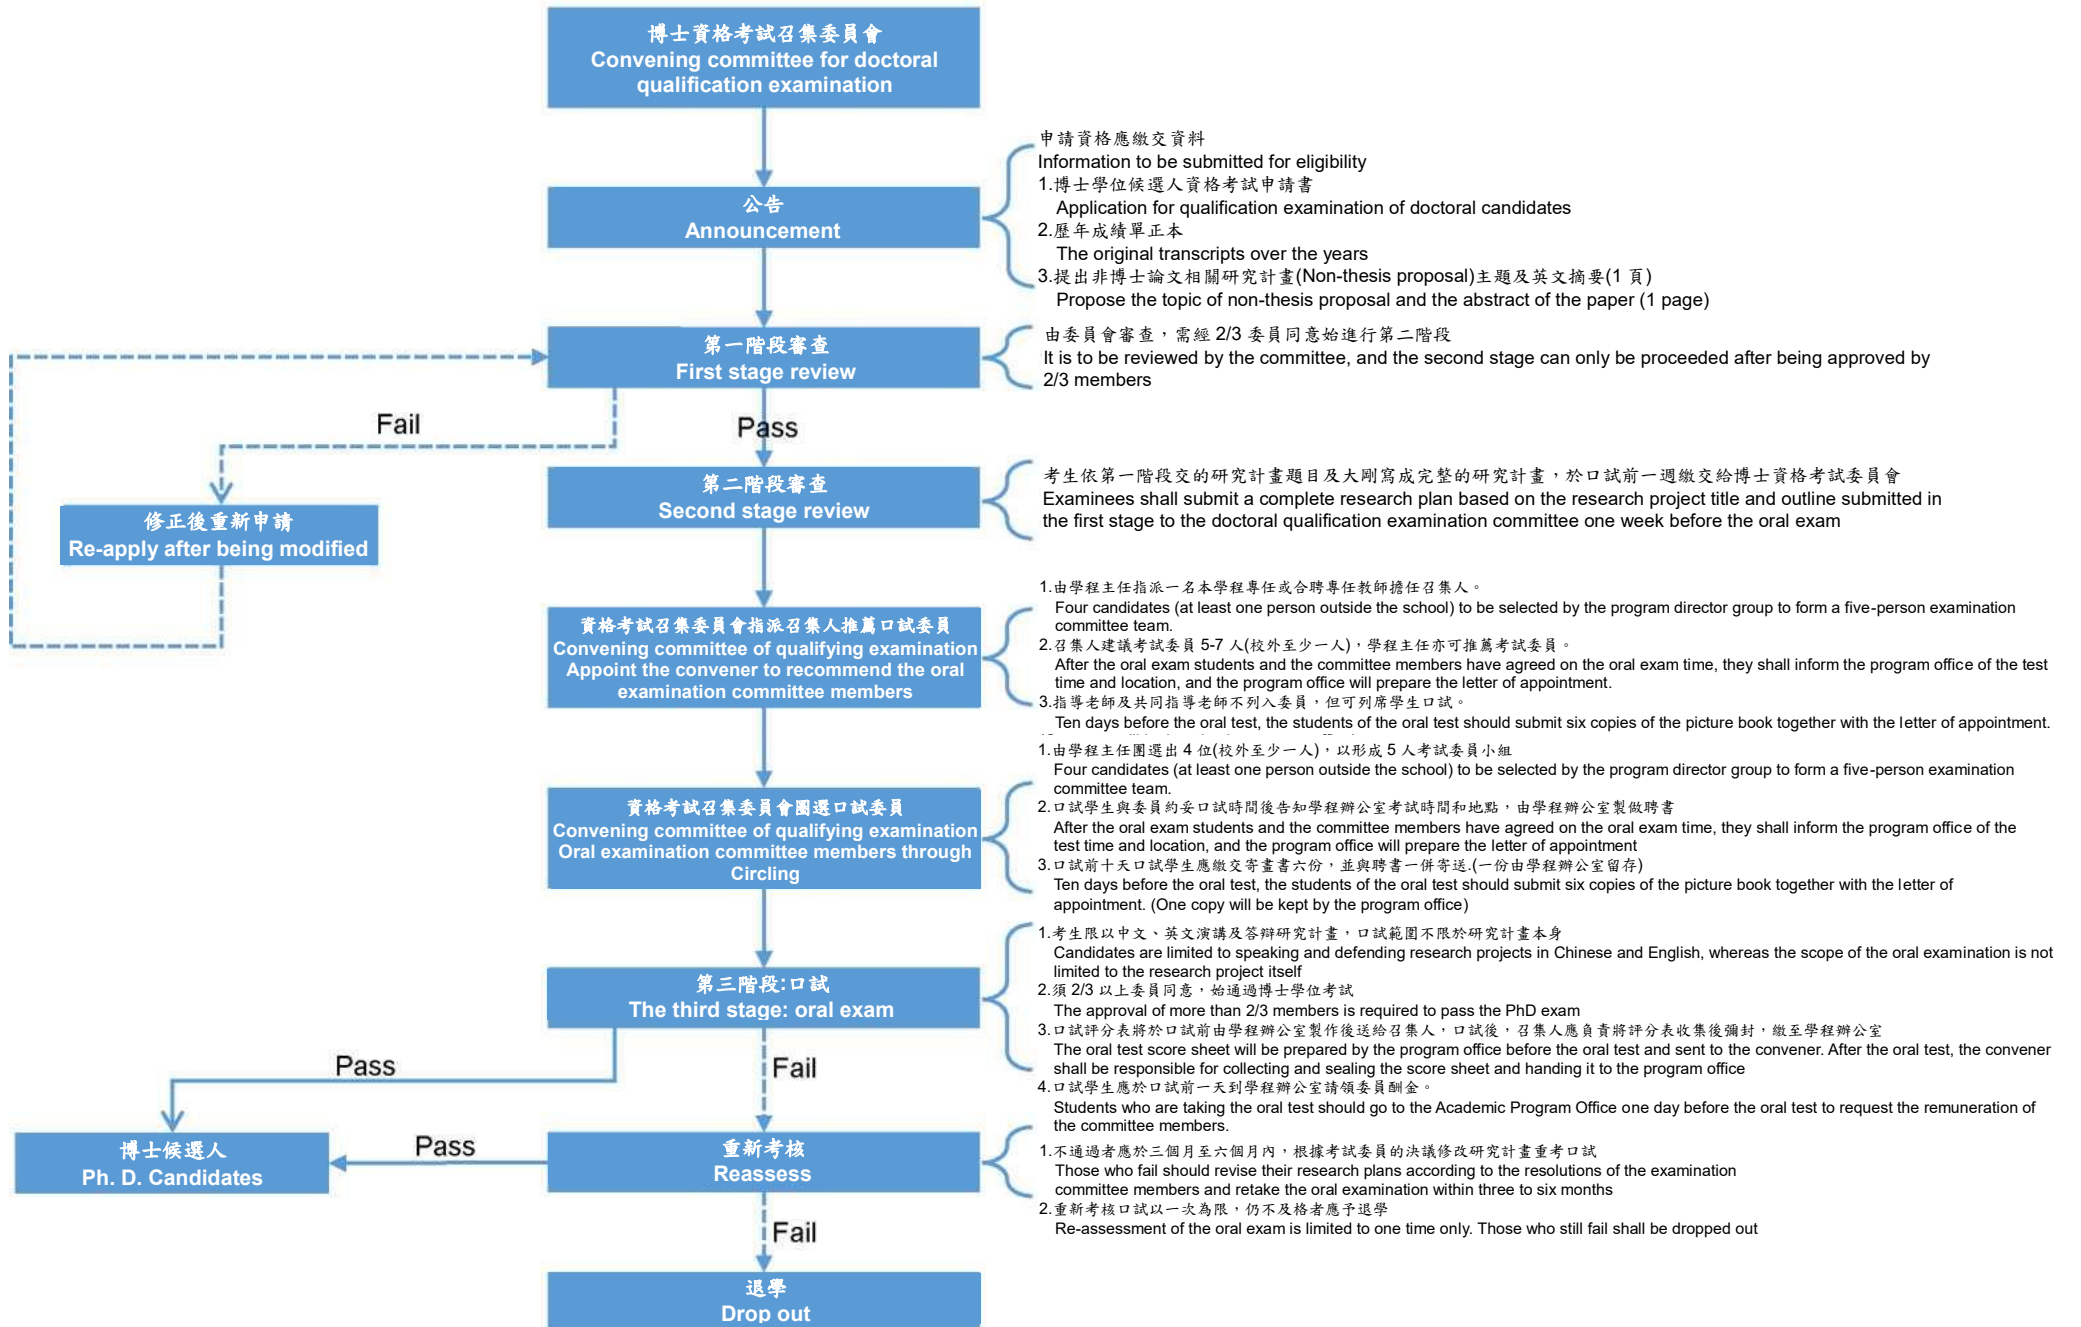 博士資格考試召集委員會
Convening committee for doctoral
qualification examination
申請資格應繳交資料
Information to be submitted for eligibility
1.博士學位候選人資格考試申請書
Application for qualification examination of doctoral candidates
2.歷年成績單正本
The original transcripts over the years
3.提出非博士論文相關研究計畫(Non-thesis proposal)主題及英文摘要(1 頁)
Propose the topic of non-thesis proposal and the abstract of the paper (1 page)
公告
Announcement
第一階段審查
First stage review
由委員會審查，需經 2/3 委員同意始進行第二階段
It is to be reviewed by the committee, and the second stage can only be proceeded after being approved by
2/3 members
Fail
Pass
第二階段審查
Second stage review
考生依第一階段交的研究計畫題目及大剛寫成完整的研究計畫，於口試前一週繳交給博士資格考試委員會
Examinees shall submit a complete research plan based on the research project title and outline submitted in
the first stage to the doctoral qualification examination committee one week before the oral exam
修正後重新申請
Re-apply after being modified
資格考試召集委員會指派召集人推薦口試委員
Convening committee of qualifying examination
Appoint the convener to recommend the oral
examination committee members
1.由學程主任指派一名本學程專任或合聘專任教師擔任召集人。
Four candidates (at least one person outside the school) to be selected by the program director group to form a five-person examination
committee team.
2.召集人建議考試委員 5-7 人(校外至少一人)，學程主任亦可推薦考試委員。
After the oral exam students and the committee members have agreed on the oral exam time, they shall inform the program office of the test
time and location, and the program office will prepare the letter of appointment.
3.指導老師及共同指導老師不列入委員，但可列席學生口試。
Ten days before the oral test, the students of the oral test should submit six copies of the picture book together with the letter of appointment.
資格考試召集委員會圈選口試委員
Convening committee of qualifying examination
Oral examination committee members through
Circling
1.由學程主任圈選出 4 位(校外至少一人)，以形成 5 人考試委員小組
Four candidates (at least one person outside the school) to be selected by the program director group to form a five-person examination
committee team.
2.口試學生與委員約妥口試時間後告知學程辦公室考試時間和地點，由學程辦公室製做聘書
After the oral exam students and the committee members have agreed on the oral exam time, they shall inform the program office of the
test time and location, and the program office will prepare the letter of appointment
3.口試前十天口試學生應繳交寄畫書六份，並與聘書一併寄送.(一份由學程辦公室留存)
Ten days before the oral test, the students of the oral test should submit six copies of the picture book together with the letter of
appointment. (One copy will be kept by the program office)
第三階段:口試
The third stage: oral exam
1.考生限以中文、英文演講及答辯研究計畫，口試範圍不限於研究計畫本身
Candidates are limited to speaking and defending research projects in Chinese and English, whereas the scope of the oral examination is not
limited to the research project itself
2.須 2/3 以上委員同意，始通過博士學位考試
The approval of more than 2/3 members is required to pass the PhD exam
3.口試評分表將於口試前由學程辦公室製作後送給召集人，口試後，召集人應負責將評分表收集後彌封，繳至學程辦公室
The oral test score sheet will be prepared by the program office before the oral test and sent to the convener. After the oral test, the convener
shall be responsible for collecting and sealing the score sheet and handing it to the program office
4.口試學生應於口試前一天到學程辦公室請領委員酬金。
Students who are taking the oral test should go to the Academic Program Office one day before the oral test to request the remuneration of
the committee members.
Pass
Fail
博士候選人
Ph. D. Candidates
Pass
重新考核
Reassess
1.不通過者應於三個月至六個月內，根據考試委員的決議修改研究計畫重考口試
Those who fail should revise their research plans according to the resolutions of the examination
committee members and retake the oral examination within three to six months
2.重新考核口試以一次為限，仍不及格者應予退學
Re-assessment of the oral exam is limited to one time only. Those who still fail shall be dropped out
Fail
退學
Drop out